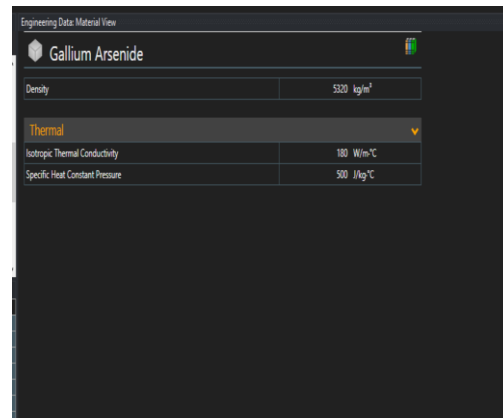 Engineering Data: Material View
Gallium Arsenide
Density 5320 kg/m³
Thermal
Isotropic Thermal Conductivity 180 W/m·°C
Specific Heat Constant Pressure 500 J/kg·°C